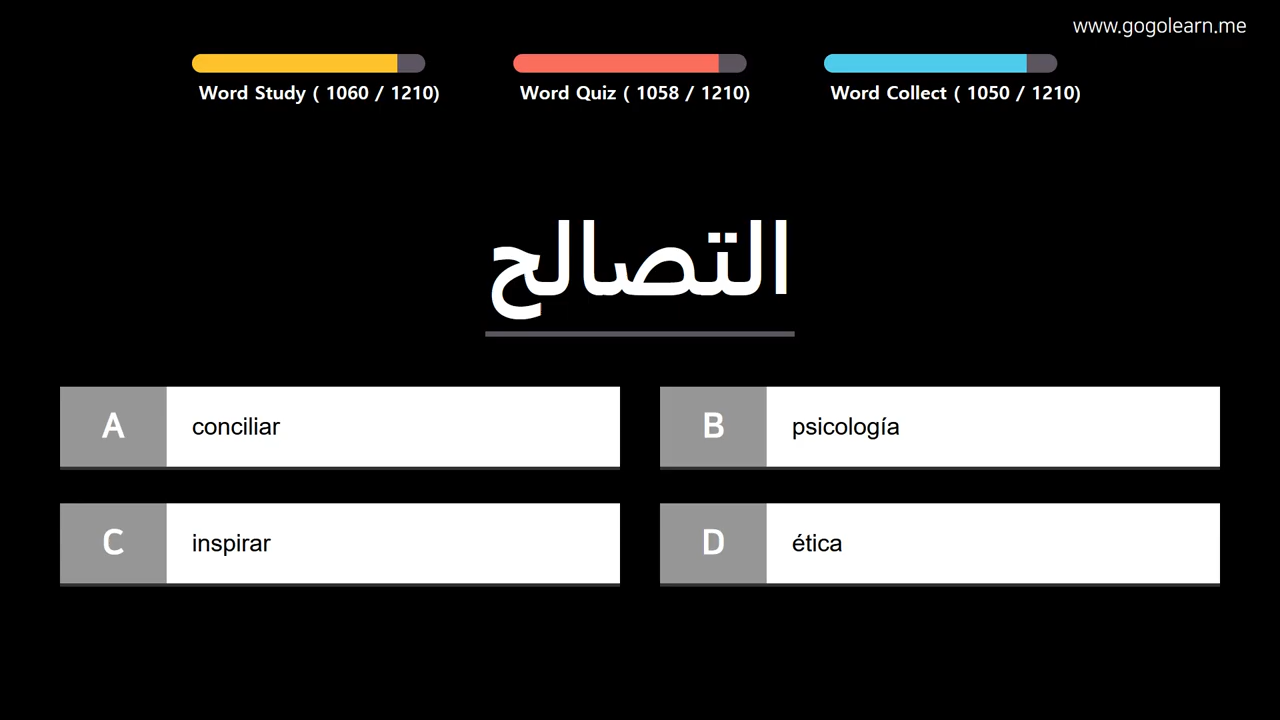 www.gogolearn.me
Word Study ( 1060 / 1210)
Word Quiz ( 1058 / 1210)
Word Collect ( 1050 / 1210)
التصالح
A conciliar
B psicología
C inspirar
D ética